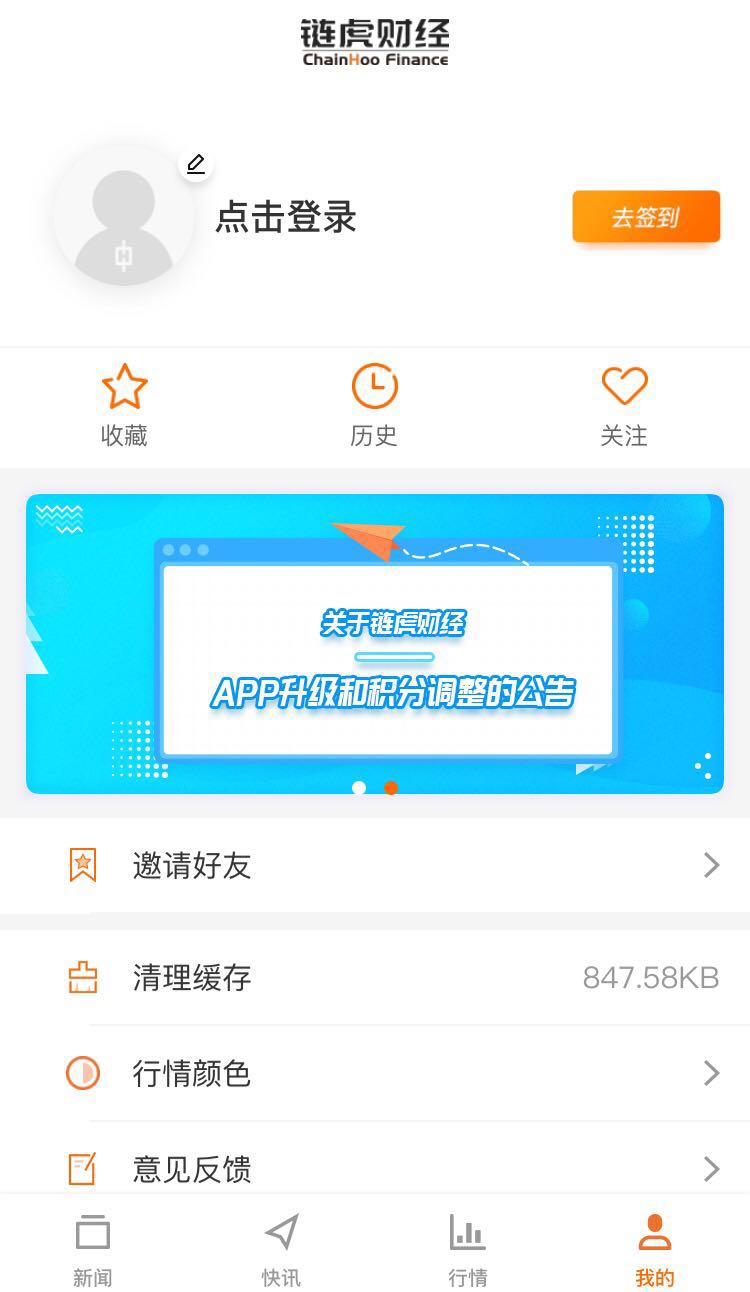 链虎财经
ChainHoo Finance
点击登录
去签到
收藏
历史
关注
关于链虎财经
APP升级和积分调整的公告
邀请好友
清理缓存
847.58KB
行情颜色
意见反馈
新闻
快讯
行情
我的